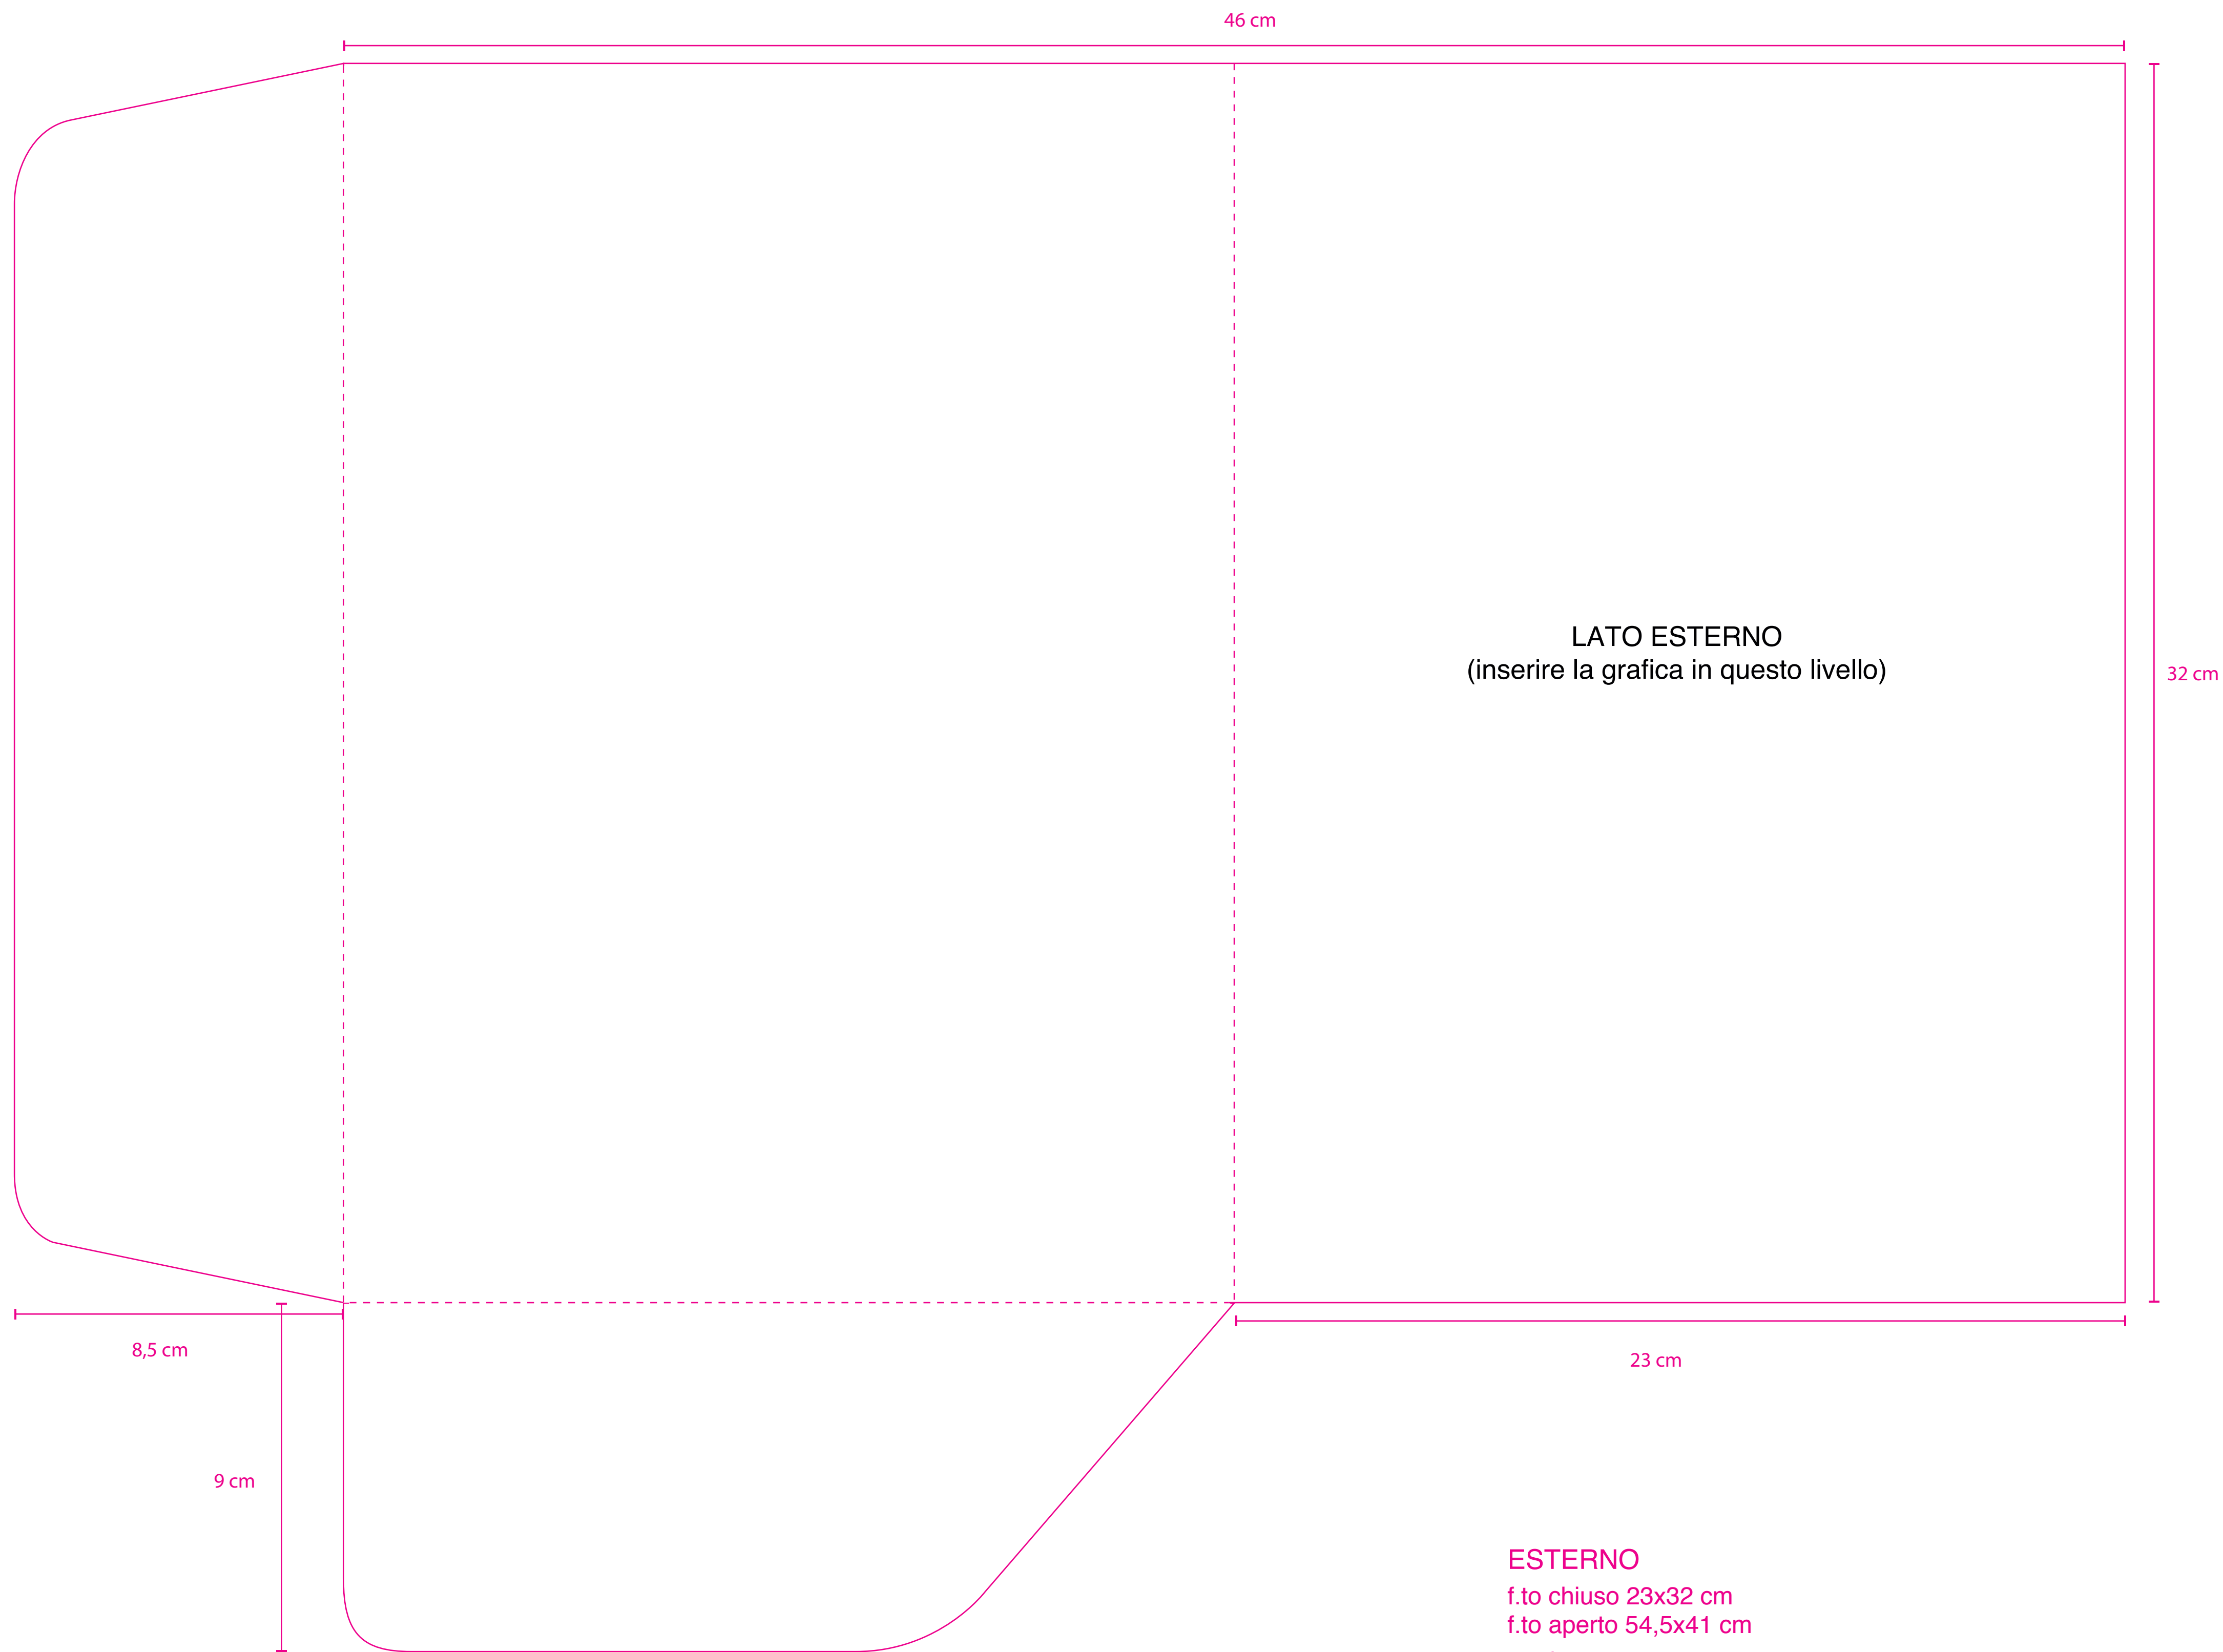 46 cm
LATO ESTERNO
(inserire la grafica in questo livello)
32 cm
8,5 cm
23 cm
9 cm
ESTERNO
f.to chiuso 23x32 cm
f.to aperto 54,5x41 cm